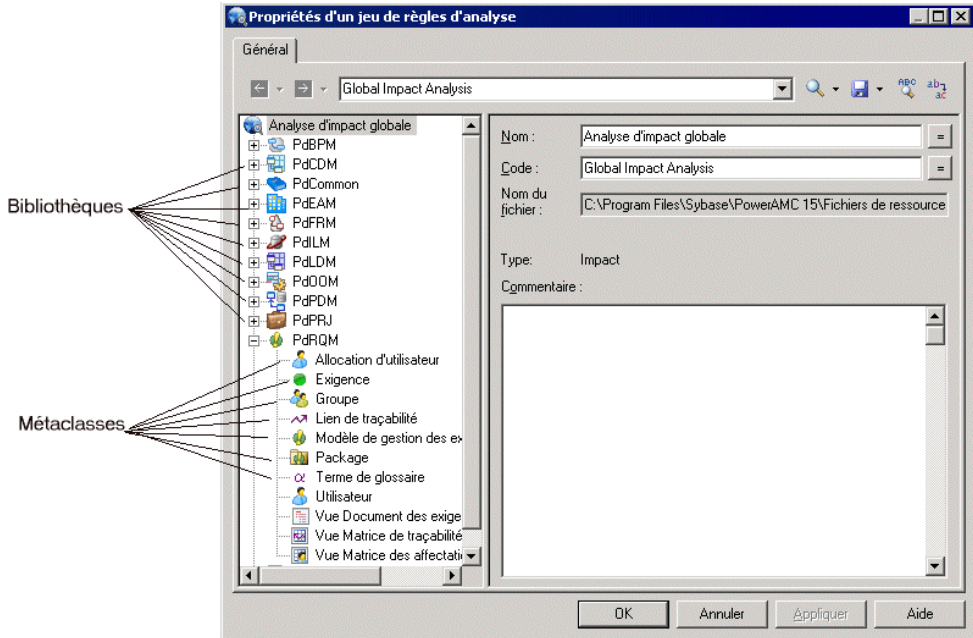 Propriétés d'un jeu de règles d'analyse
Général
Global Impact Analysis
ABC
ab
ac
Analyse d'impact globale
PdBPM
PdCDM
PdCommon
PdEAM
PdFRM
PdILM
PdLDM
PdOOM
PdPDM
PdPRJ
PdRQM
Allocation d'utilisateur
Exigence
Groupe
Lien de traçabilité
Modèle de gestion des ex
Package
Terme de glossaire
Utilisateur
Vue Document des exige
Vue Matrice de traçabilité
Vue Matrice des affectati
Bibliothèques
Métaclasses
Nom :
Analyse d'impact globale
=
Code :
Global Impact Analysis
=
Nom du
fichier :
C:\Program Files\Sybase\PowerAMC 15\Fichiers de ressource
Type:
Impact
Commentaire :
OK
Annuler
Appliquer
Aide